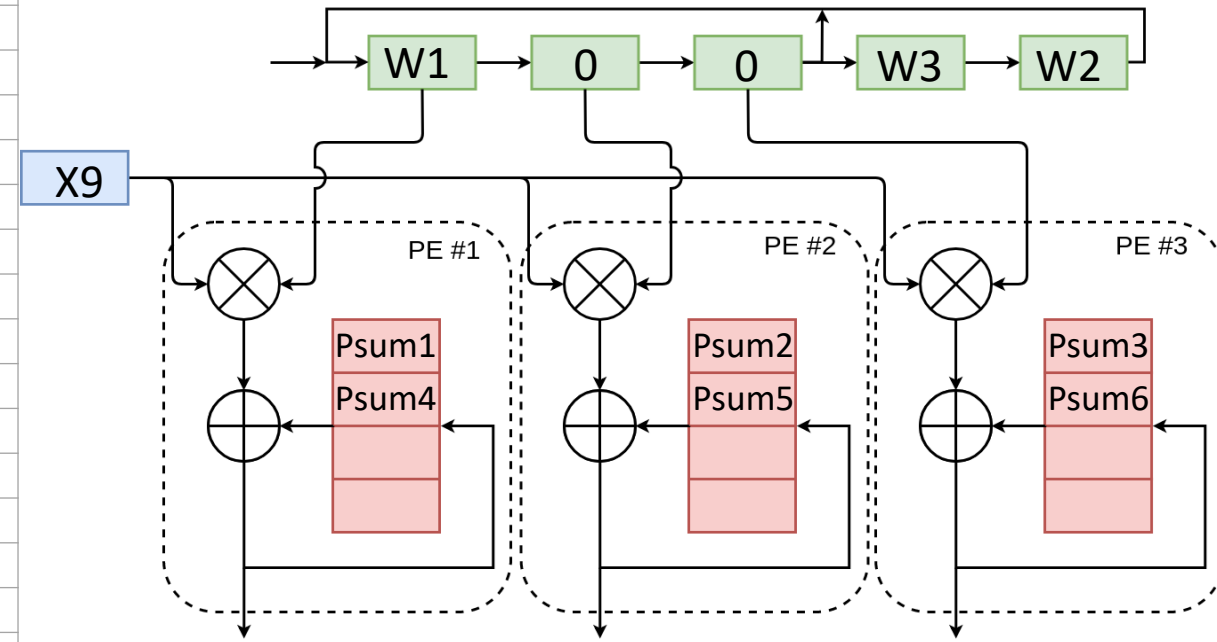 W1 0 0 W3 W2
X9
PE #1 PE #2 PE #3
Psum1 Psum2 Psum3
Psum4 Psum5 Psum6